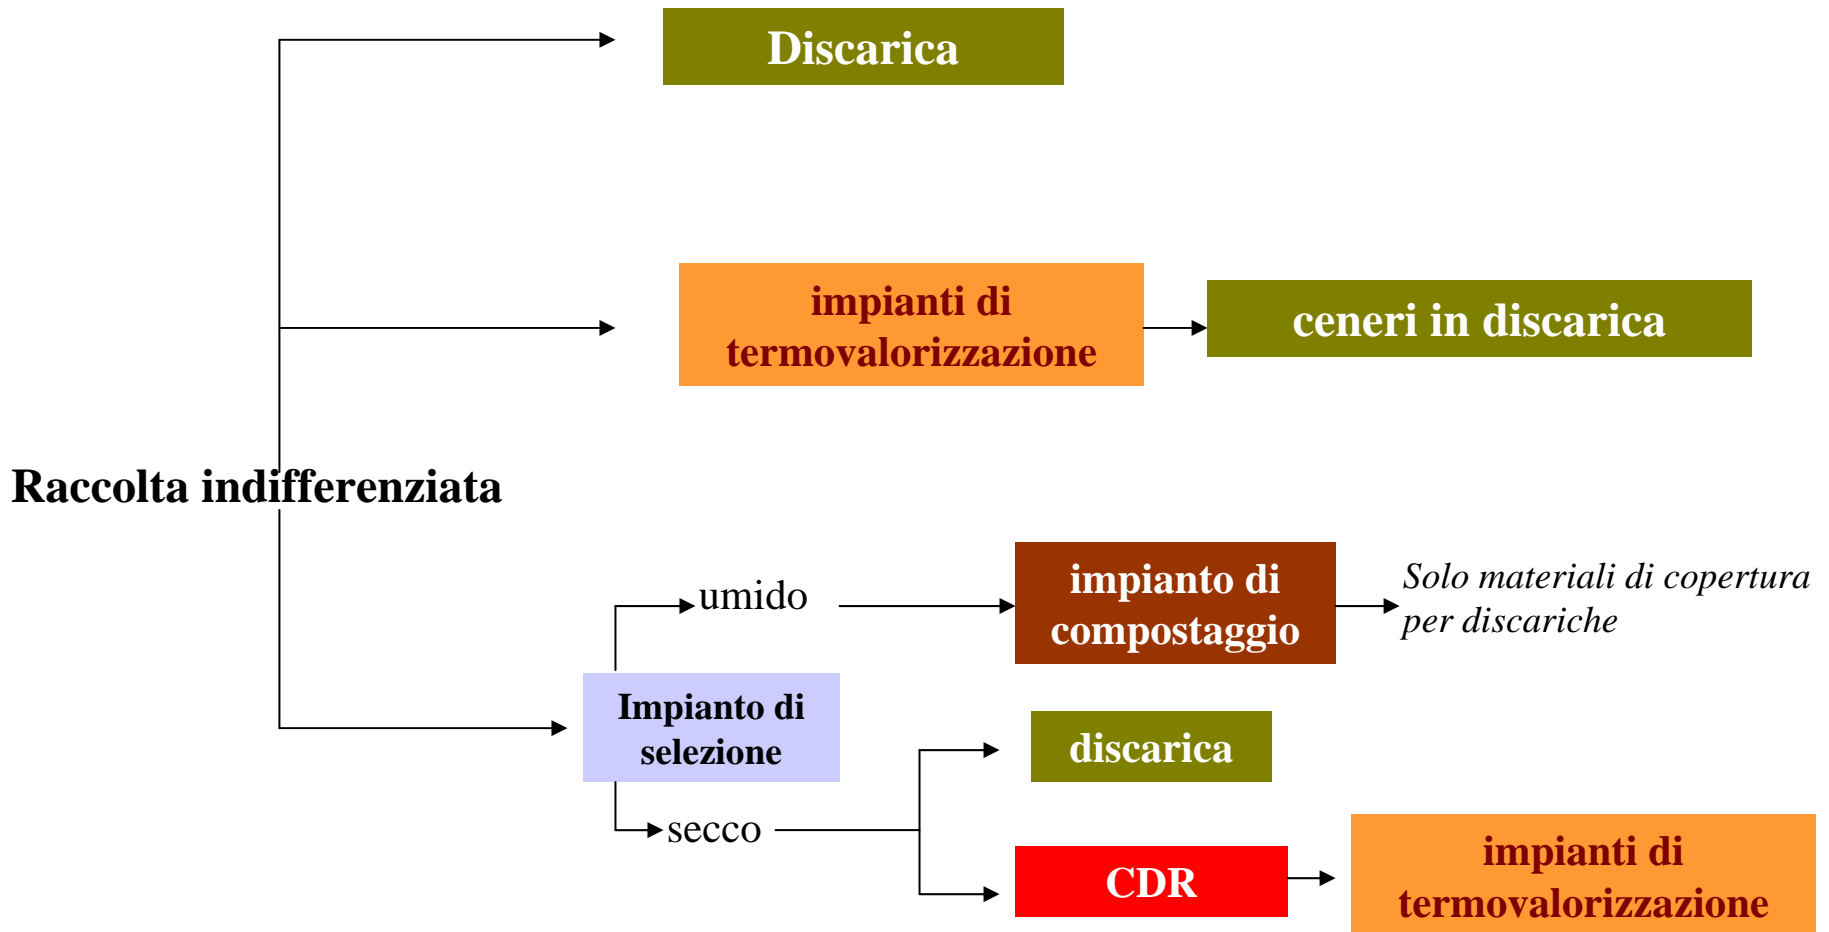 Discarica
impianti di
termovalorizzazione
ceneri in discarica
Raccolta indifferenziata
umido
impianto di
compostaggio
Solo materiali di copertura
per discariche
Impianto di
selezione
discarica
secco
CDR
impianti di
termovalorizzazione